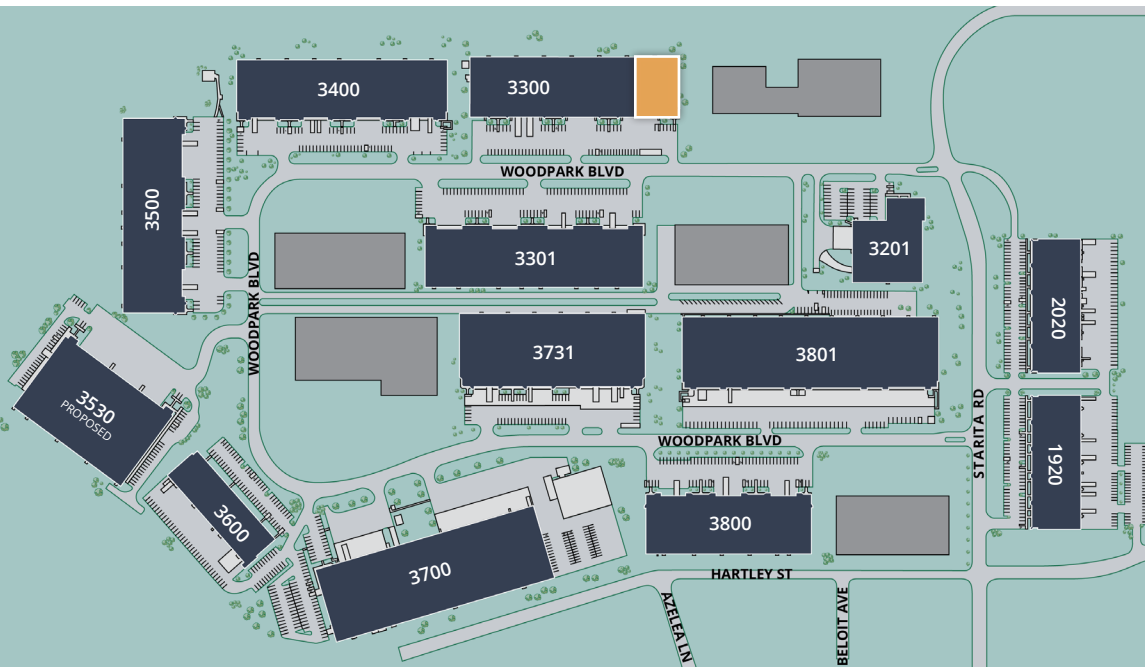 3400
3300
WOODPARK BLVD
3500
3301
3201
WOODPARK BLVD
2020
3731
3801
3530
PROPOSED
STARITA RD
WOODPARK BLVD
1920
3600
3800
3700
HARTLEY ST
AZELEA LN
BELOIT AVE